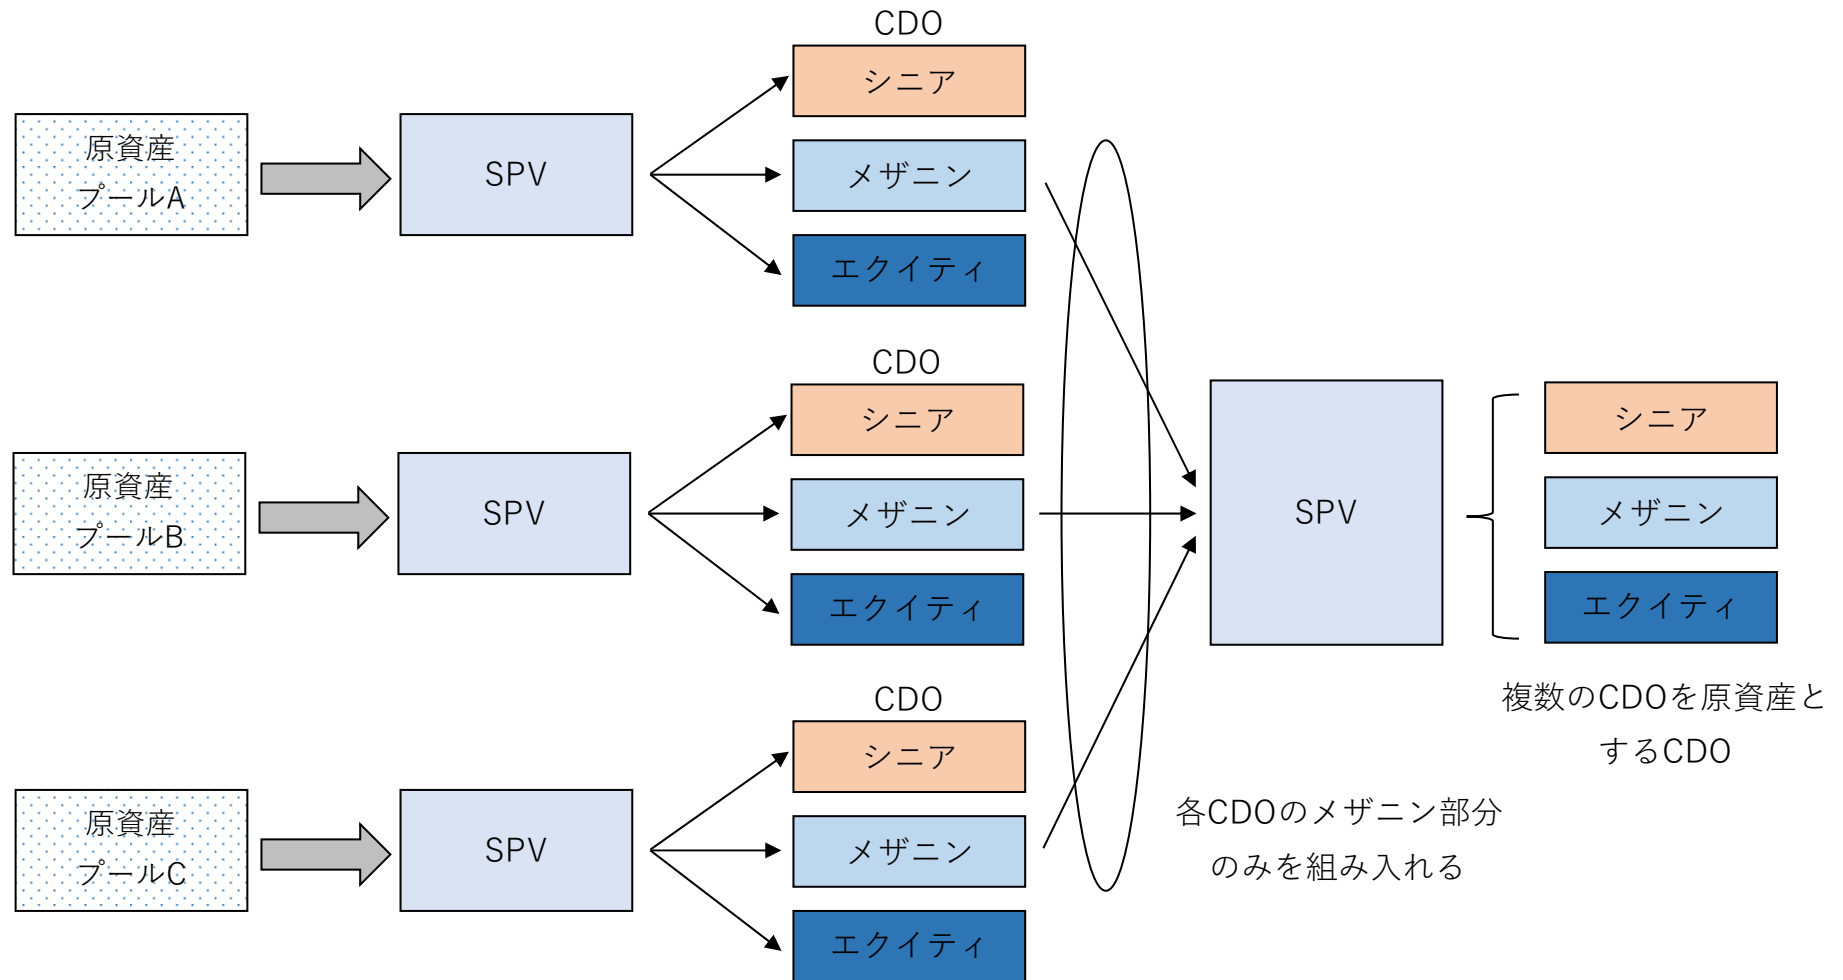 CDO
シニア
原資産
プールA
SPV
メザニン
エクイティ
CDO
シニア
原資産
プールB
SPV
メザニン
エクイティ
SPV
シニア
メザニン
エクイティ
複数のCDOを原資産と
するCDO
CDO
シニア
原資産
プールC
SPV
メザニン
エクイティ
各CDOのメザニン部分
のみを組み入れる